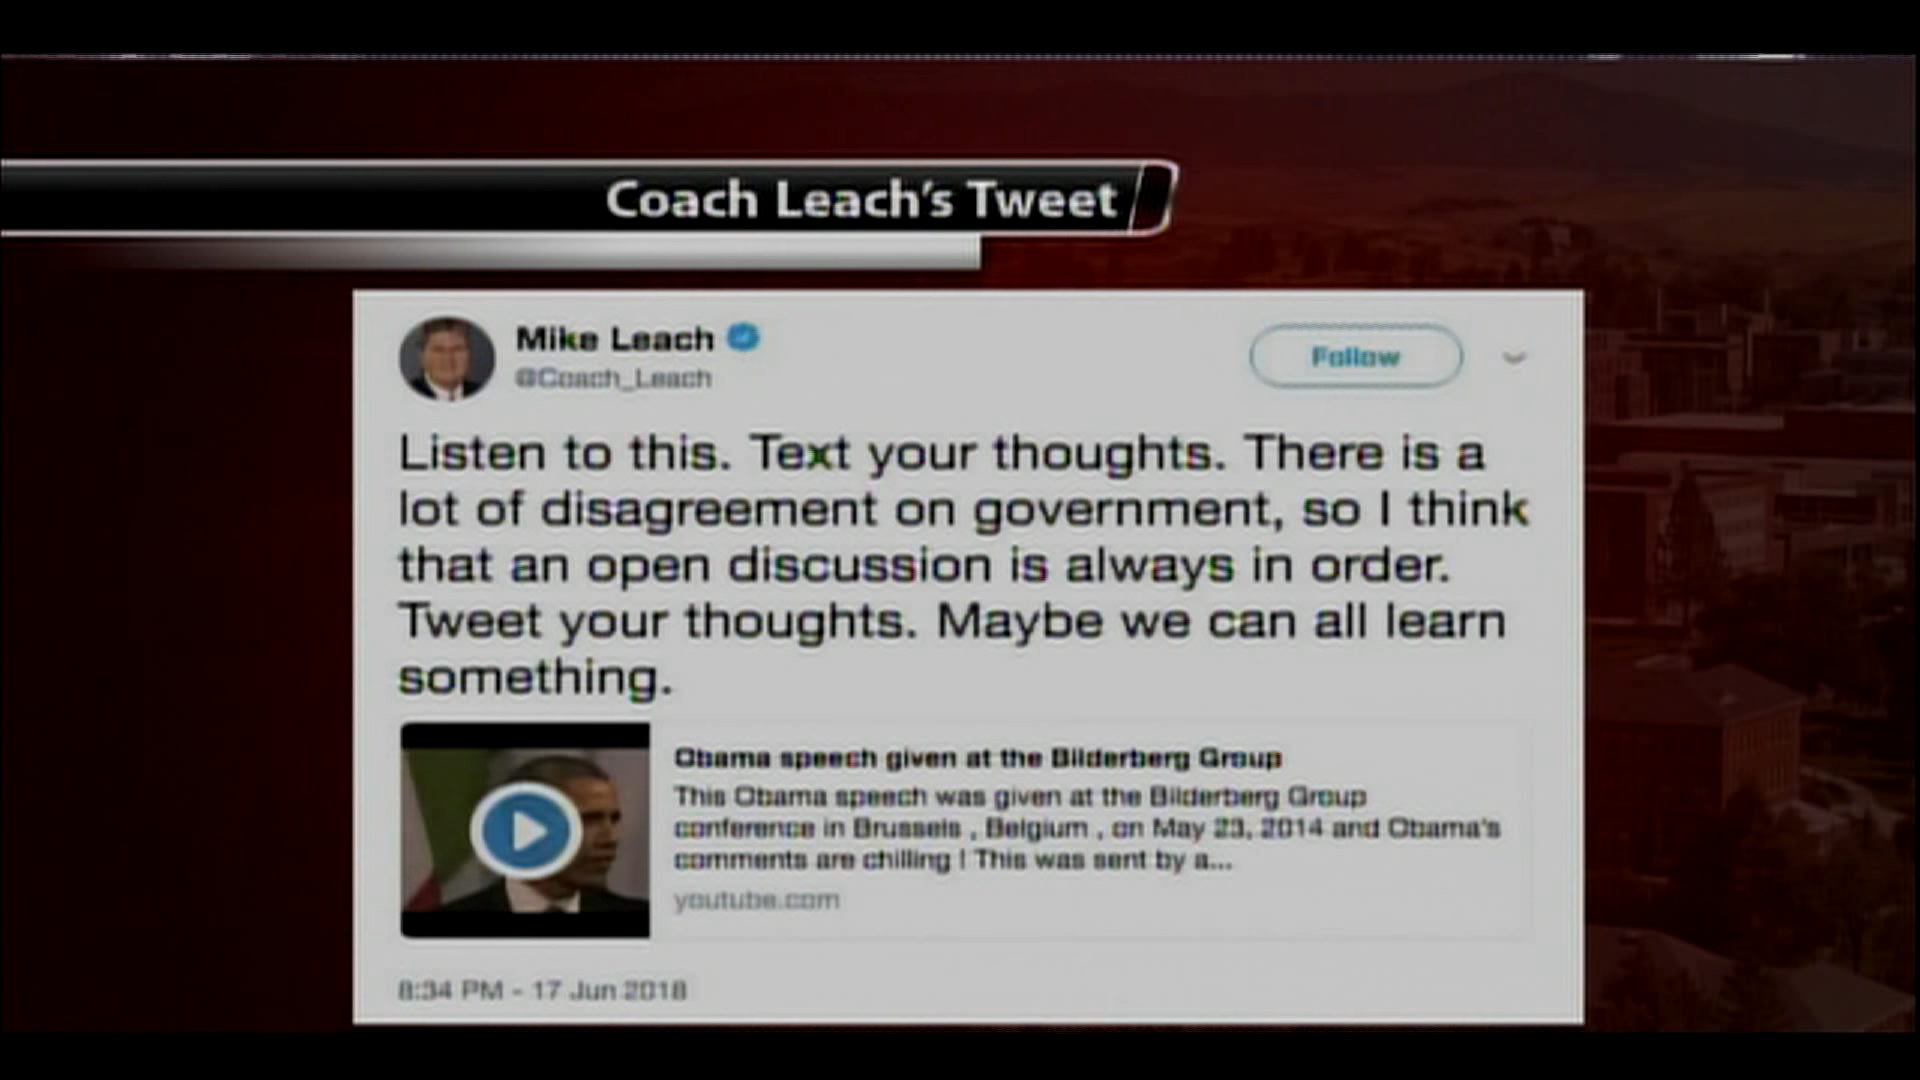 Coach Leach's Tweet
Mike Leach
@Coach_Leach
Follow
Listen to this. Text your thoughts. There is a
lot of disagreement on government, so I think
that an open discussion is always in order.
Tweet your thoughts. Maybe we can all learn
something.
Obama speech given at the Bilderberg Group
This Obama speech was given at the Bilderberg Group
conference in Brussels , Belgium , on May 23, 2014 and Obama's
comments are chilling ! This was sent by a...
youtube.com
8:34 PM - 17 Jun 2018